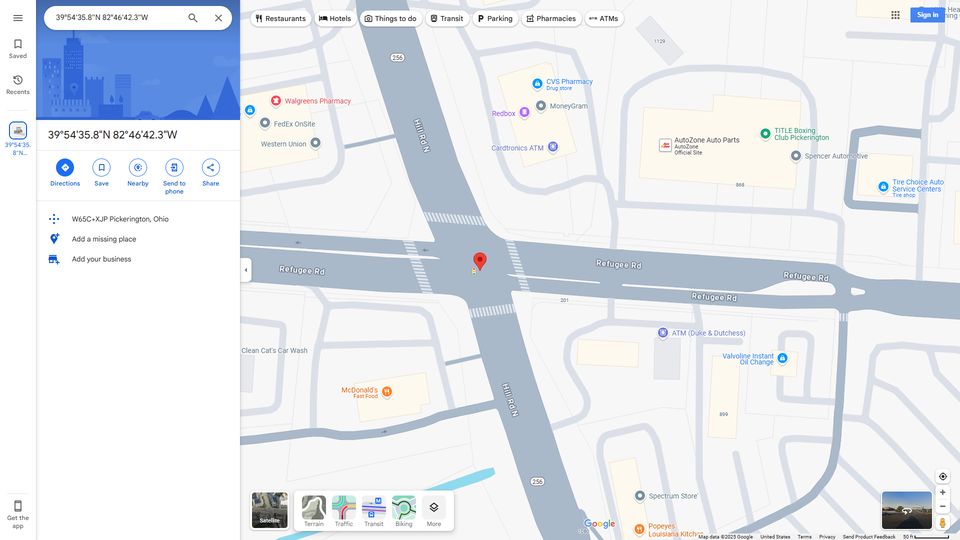 39°54'35.8"N 82°46'42.3"W
Restaurants
Hotels
Things to do
Transit
Parking
Pharmacies
ATMs
Sign in
Saved
Recents
39°54'35.
8"N...
Get the
app
39°54'35.8"N 82°46'42.3"W
Directions
Save
Nearby
Send to
phone
Share
W65C+XJP Pickerington, Ohio
Add a missing place
Add your business
1129
256
Hill Rd N
Walgreens Pharmacy
FedEx OnSite
Western Union
CVS Pharmacy
Drug store
MoneyGram
Redbox
Cardtronics ATM
AutoZone Auto Parts
AutoZone
Official Site
TITLE Boxing
Club Pickerington
Spencer Automotive
868
Tire Choice Auto
Service Centers
Tire shop
Refugee Rd
Refugee Rd
Refugee Rd
Refugee Rd
201
ATM (Duke & Dutchess)
Valvoline Instant
Oil Change
899
Clean Cat's Car Wash
McDonald's
Fast Food
Hill Rd N
256
Spectrum Store
Popeyes
Louisiana Kitchen
Satellite
Terrain
Traffic
Transit
Biking
More
Google
Map data ©2025 Google
United States
Terms
Privacy
Send Product Feedback
50 ft